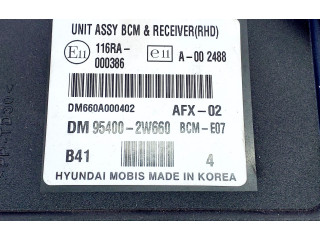 UNIT ASSY BCM & RECEIVER(RHD)
E11 116RA-000386 e11 A-00 2488
DM660A000402 AFX-02
DM 95400-2W660 BCM-E07
B41 4
HYUNDAI MOBIS MADE IN KOREA